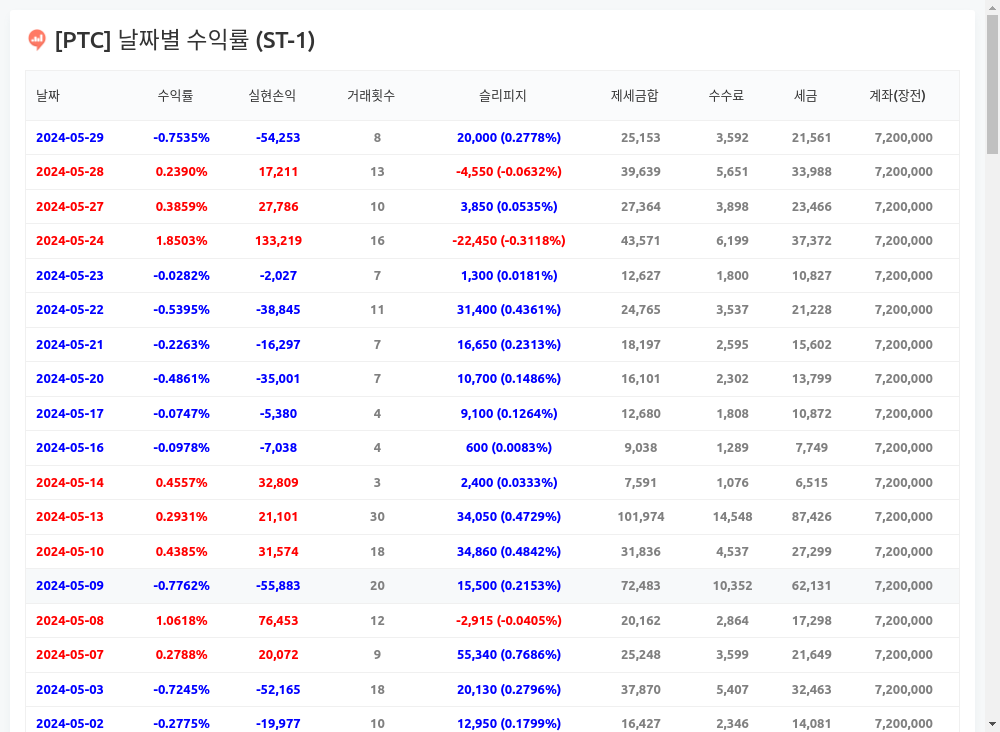 [PTC] 날짜별 수익률 (ST-1)
날짜 수익률 실현손익 거래횟수 슬리피지 제세금합 수수료 세금 계좌(장전)
2024-05-29 -0.7535% -54,253 8 20,000 (0.2778%) 25,153 3,592 21,561 7,200,000
2024-05-28 0.2390% 17,211 13 -4,550 (-0.0632%) 39,639 5,651 33,988 7,200,000
2024-05-27 0.3859% 27,786 10 3,850 (0.0535%) 27,364 3,898 23,466 7,200,000
2024-05-24 1.8503% 133,219 16 -22,450 (-0.3118%) 43,571 6,199 37,372 7,200,000
2024-05-23 -0.0282% -2,027 7 1,300 (0.0181%) 12,627 1,800 10,827 7,200,000
2024-05-22 -0.5395% -38,845 11 31,400 (0.4361%) 24,765 3,537 21,228 7,200,000
2024-05-21 -0.2263% -16,297 7 16,650 (0.2313%) 18,197 2,595 15,602 7,200,000
2024-05-20 -0.4861% -35,001 7 10,700 (0.1486%) 16,101 2,302 13,799 7,200,000
2024-05-17 -0.0747% -5,380 4 9,100 (0.1264%) 12,680 1,808 10,872 7,200,000
2024-05-16 -0.0978% -7,038 4 600 (0.0083%) 9,038 1,289 7,749 7,200,000
2024-05-14 0.4557% 32,809 3 2,400 (0.0333%) 7,591 1,076 6,515 7,200,000
2024-05-13 0.2931% 21,101 30 34,050 (0.4729%) 101,974 14,548 87,426 7,200,000
2024-05-10 0.4385% 31,574 18 34,860 (0.4842%) 31,836 4,537 27,299 7,200,000
2024-05-09 -0.7762% -55,883 20 15,500 (0.2153%) 72,483 10,352 62,131 7,200,000
2024-05-08 1.0618% 76,453 12 -2,915 (-0.0405%) 20,162 2,864 17,298 7,200,000
2024-05-07 0.2788% 20,072 9 55,340 (0.7686%) 25,248 3,599 21,649 7,200,000
2024-05-03 -0.7245% -52,165 18 20,130 (0.2796%) 37,870 5,407 32,463 7,200,000
2024-05-02 -0.2775% -19,977 10 12,950 (0.1799%) 16,427 2,346 14,081 7,200,000